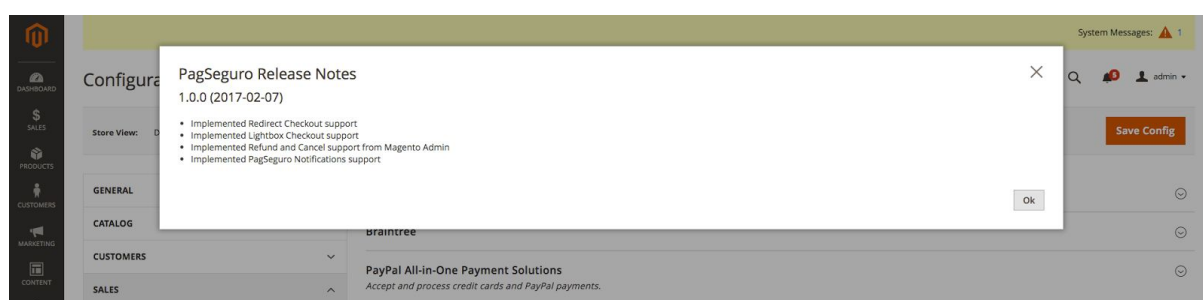 System Messages: 1
DASHBOARD
Configura
5
admin
PagSeguro Release Notes
1.0.0 (2017-02-07)
Implemented Redirect Checkout support
Implemented Lightbox Checkout support
Implemented Refund and Cancel support from Magento Admin
Implemented PagSeguro Notifications support
Ok
$
SALES
Store View: D
Save Config
PRODUCTS
CUSTOMERS
MARKETING
CONTENT
GENERAL
CATALOG
CUSTOMERS
SALES
Braintree
PayPal All-in-One Payment Solutions
Accept and process credit cards and PayPal payments.